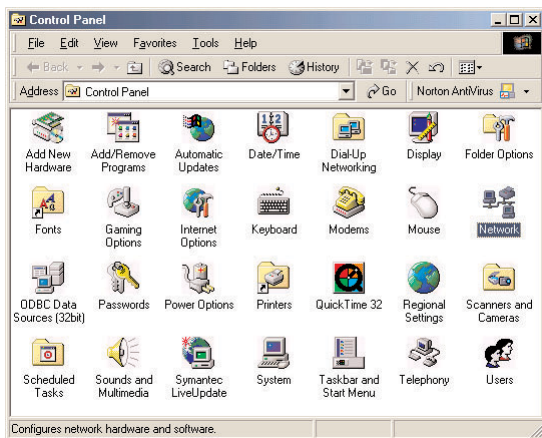 Control Panel
File Edit View Favorites Tools Help
Back Search Folders History
Address Control Panel Go Norton AntiVirus
Add New Hardware
Add/Remove Programs
Automatic Updates
Date/Time
Dial-Up Networking
Display
Folder Options
Fonts
Gaming Options
Internet Options
Keyboard
Modems
Mouse
Network
ODBC Data Sources (32bit)
Passwords
Power Options
Printers
QuickTime 32
Regional Settings
Scanners and Cameras
Scheduled Tasks
Sounds and Multimedia
Symantec LiveUpdate
System
Taskbar and Start Menu
Telephony
Users
Configures network hardware and software.